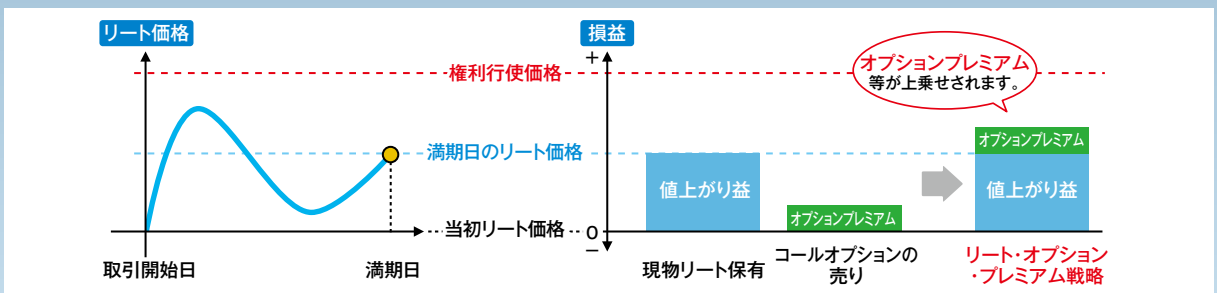 リート価格
損益
+
権利行使価格
オプションプレミアム
等が上乗せされます。
オプションプレミアム
満期日のリート価格
値上がり益
値上がり益
オプションプレミアム
当初リート価格
0
−
取引開始日
満期日
現物リート保有
コールオプションの
売り
リート・オプション
・プレミアム戦略